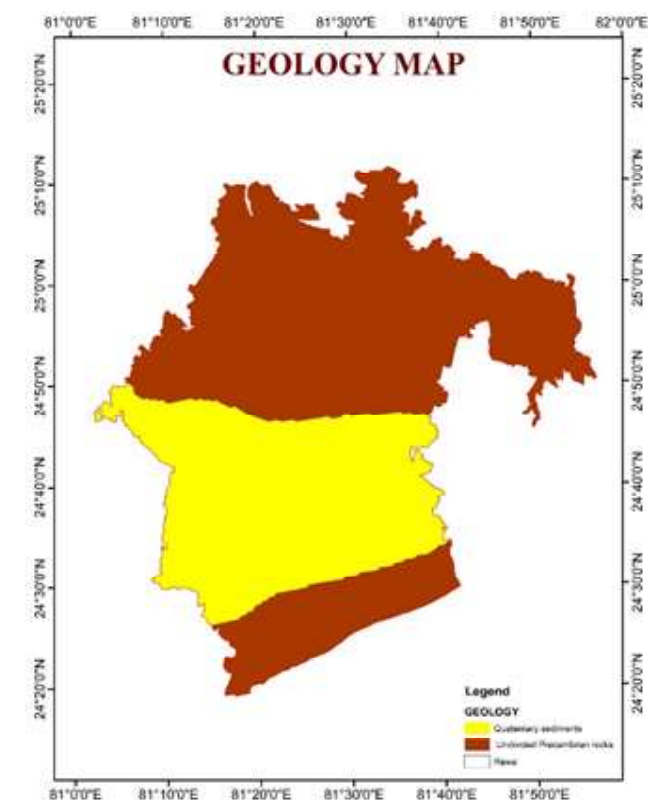 81°0'0"E 81°10'0"E 81°20'0"E 81°30'0"E 81°40'0"E 81°50'0"E 82°0'0"E
GEOLOGY MAP
25°20'0"N 25°20'0"N
25°10'0"N 25°10'0"N
25°0'0"N 25°0'0"N
24°50'0"N 24°50'0"N
24°40'0"N 24°40'0"N
24°30'0"N 24°30'0"N
24°20'0"N 24°20'0"N
Legend
GEOLOGY
Quaternary sediments
Undivided Precambrian rocks
Rewa
81°0'0"E 81°10'0"E 81°20'0"E 81°30'0"E 81°40'0"E 81°50'0"E